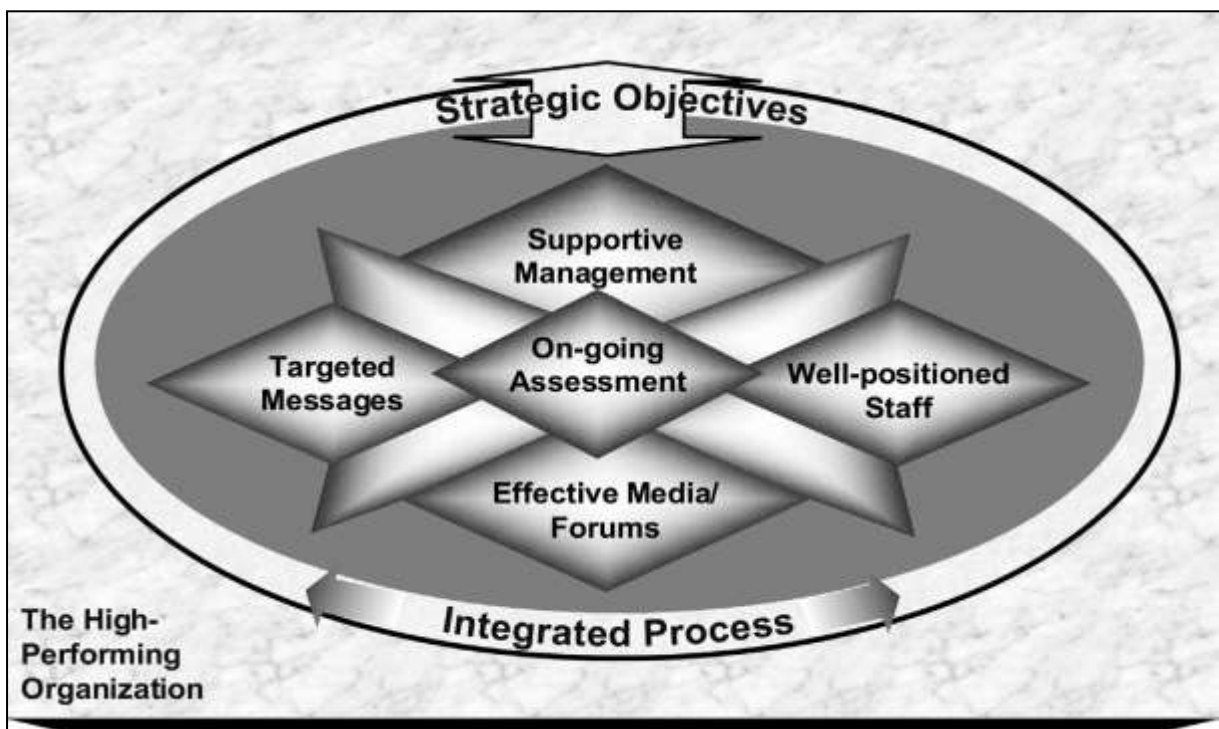 Strategic Objectives
Supportive
Management
Targeted
Messages
On-going
Assessment
Well-positioned
Staff
Effective Media/
Forums
Integrated Process
The High-
Performing
Organization